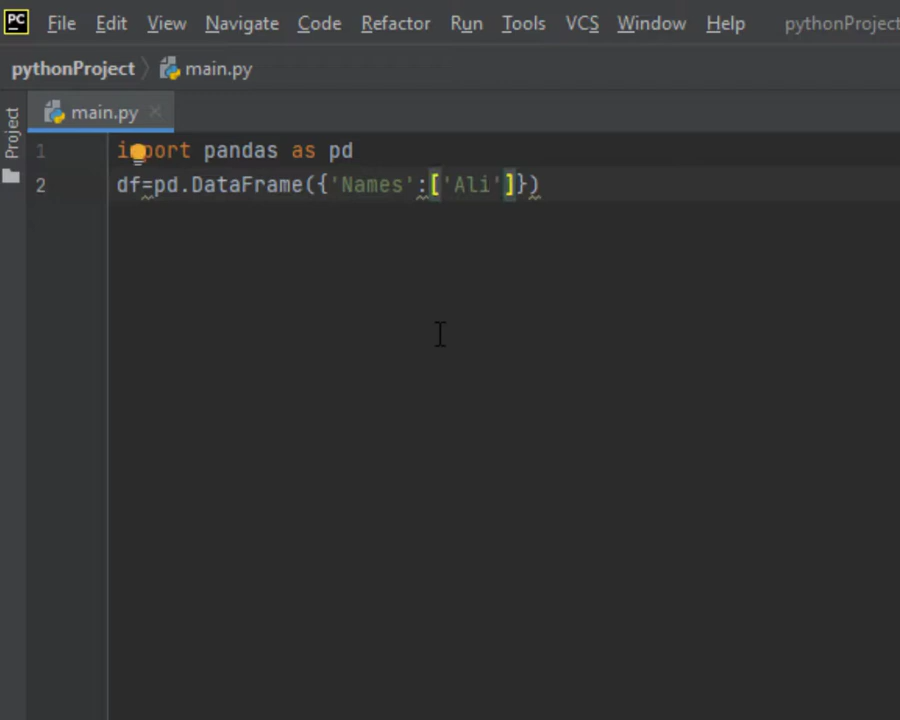 PC File Edit View Navigate Code Refactor Run Tools VCS Window Help pythonProject
pythonProject main.py
Project
main.py
1 import pandas as pd
2 df=pd.DataFrame({'Names':['Ali']})